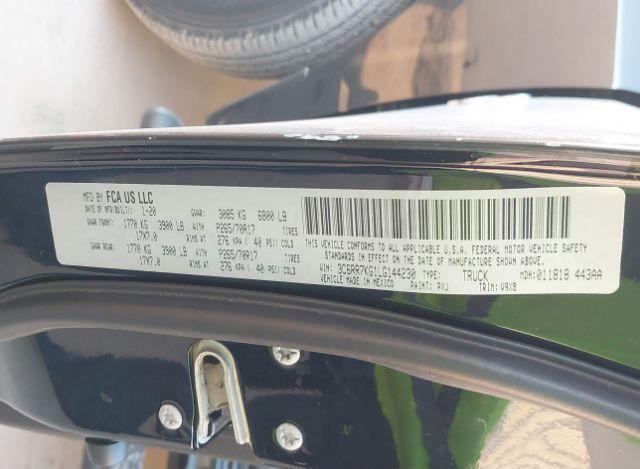 MFD BY FCA US LLC
DATE OF MFR(BUILT): 1-20 GVWR: 3085 KG 6800 LB
GAWR FRONT: 1770 KG 3900 LB WITH P265/70R17 TIRES
17X7.0 RIMS AT 276 KPA( 40 PSI) COLD
GAWR REAR: 1770 KG 3900 LB WITH P265/70R17 TIRES
17X7.0 RIMS AT 276 KPA( 40 PSI) COLD
THIS VEHICLE CONFORMS TO ALL APPLICABLE U.S.A. FEDERAL MOTOR VEHICLE SAFETY
STANDARDS IN EFFECT ON THE DATE OF MANUFACTURE SHOWN ABOVE.
VIN: 3C6RR7KG1LG144230 TYPE: TRUCK MDH: 011818 443AA
VEHICLE MADE IN MEXICO PAINT: PXJ TRIM: V9X8